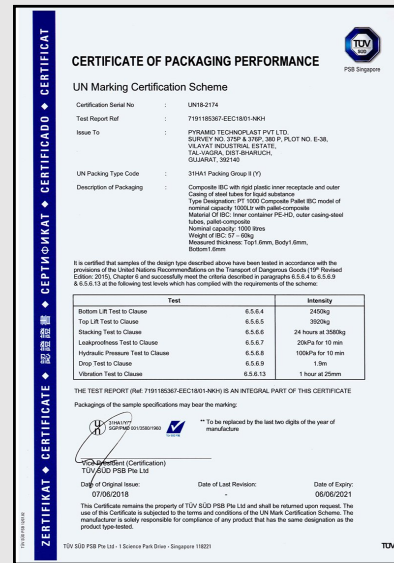 ZERTIFIKAT ◆ CERTIFICATE ◆ 認證證書 ◆ СЕРТИФИКАТ ◆ CERTIFICADO ◆ CERTIFICAT
TÜV
SÜD
PSB Singapore
CERTIFICATE OF PACKAGING PERFORMANCE
UN Marking Certification Scheme
Certification Serial No : UN18-2174
Test Report Ref : 7191185367-EEC18/01-NKH
Issue To : PYRAMID TECHNOPLAST PVT LTD.
SURVEY NO. 375P & 376P, 380 P, PLOT NO. E-38,
VILAYAT INDUSTRIAL ESTATE,
TAL-VAGRA, DIST-BHARUCH,
GUJARAT, 392140
UN Packing Type Code : 31HA1 Packing Group II (Y)
Description of Packaging : Composite IBC with rigid plastic inner receptacle and outer
Casing of steel tubes for liquid substance
Type Designation: PT 1000 Composite Pallet IBC model of
nominal capacity 1000Ltr with pallet-composite
Material Of IBC: Inner container PE-HD, outer casing-steel
tubes, pallet-composite
Nominal capacity: 1000 litres
Weight of IBC: 57 – 60kg
Measured thickness: Top1.6mm, Body1.6mm,
Bottom1.6mm
It is certified that samples of the design type described above have been tested in accordance with the
provisions of the United Nations Recommendations on the Transport of Dangerous Goods (19th Revised
Edition: 2015), Chapter 6 and successfully meet the criteria described in paragraphs 6.5.6.4 to 6.5.6.9
& 6.5.6.13 at the following test levels which has complied with the requirements of the scheme:
Test Intensity
Bottom Lift Test to Clause 6.5.6.4 2450kg
Top Lift Test to Clause 6.5.6.5 3920kg
Stacking Test to Clause 6.5.6.6 24 hours at 3580kg
Leakproofness Test to Clause 6.5.6.7 20kPa for 10 min
Hydraulic Pressure Test to Clause 6.5.6.8 100kPa for 10 min
Drop Test to Clause 6.5.6.9 1.9m
Vibration Test to Clause 6.5.6.13 1 hour at 25mm
THE TEST REPORT (Ref: 7191185367-EEC18/01-NKH) IS AN INTEGRAL PART OF THIS CERTIFICATE
Packagings of the sample specifications may bear the marking:
31HA1/Y/**
** To be replaced by the last two digits of the year of
manufacture
Vice President (Certification)
TÜV SÜD PSB Pte Ltd
Date of Original Issue: Date of Last Revision: Date of Expiry:
07/06/2018 - 06/06/2021
This Certificate remains the property of TÜV SÜD PSB Pte Ltd and shall be returned upon request. The
use of this Certificate is subjected to the terms and conditions of the UN Mark Certification Scheme. The
manufacturer is solely responsible for compliance of any product that has the same designation as the
product type-tested.
TÜV SÜD PSB Pte Ltd - 1 Science Park Drive - Singapore 118221
TÜV